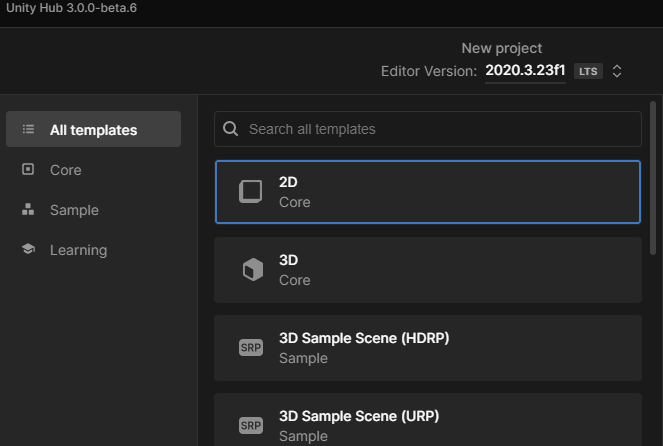 Unity Hub 3.0.0-beta.6
New project
Editor Version: 2020.3.23f1 LTS
All templates
Core
Sample
Learning
Search all templates
2D
Core
3D
Core
SRP
3D Sample Scene (HDRP)
Sample
SRP
3D Sample Scene (URP)
Sample